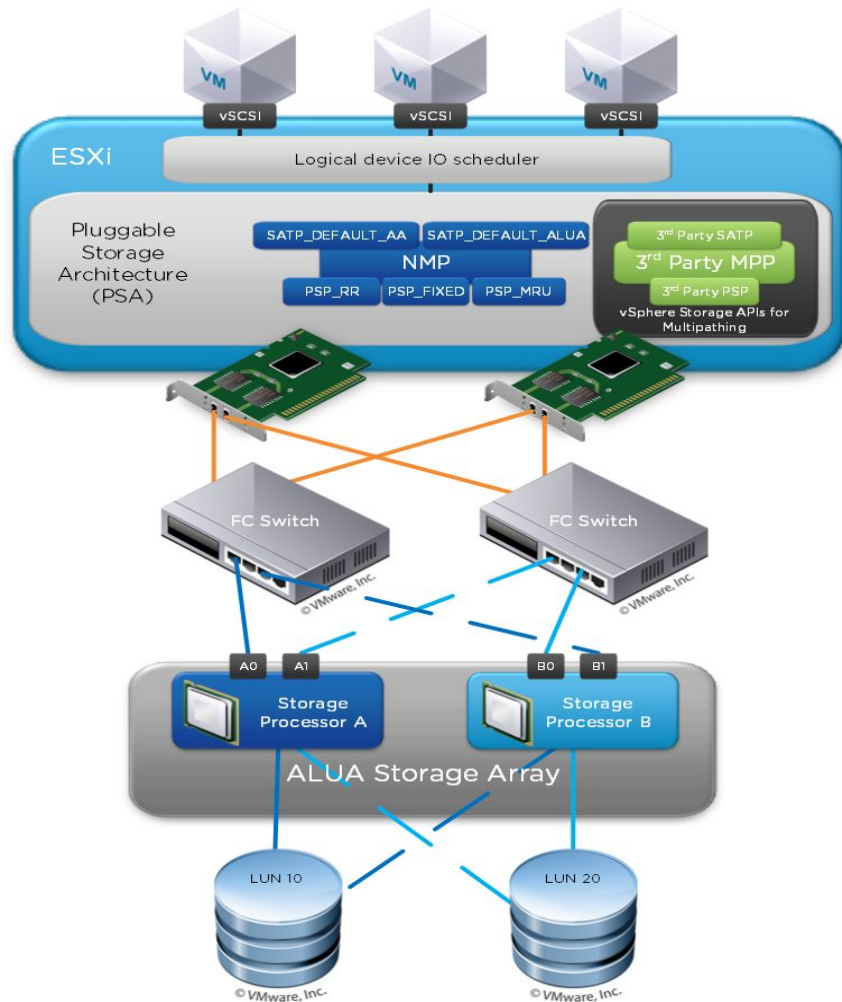 VM
VM
VM
vSCSI
vSCSI
vSCSI
ESXi
Logical device IO scheduler
Pluggable
Storage
Architecture
(PSA)
SATP_DEFAULT_AA
SATP_DEFAULT_ALUA
NMP
PSP_RR
PSP_FIXED
PSP_MRU
3rd Party SATP
3rd Party MPP
3rd Party PSP
vSphere Storage APIs for
Multipathing
FC Switch
FC Switch
© VMware, Inc.
© VMware, Inc.
A0
A1
B0
B1
Storage
Processor A
Storage
Processor B
ALUA Storage Array
LUN 10
LUN 20
© VMware, Inc.
© VMware, Inc.